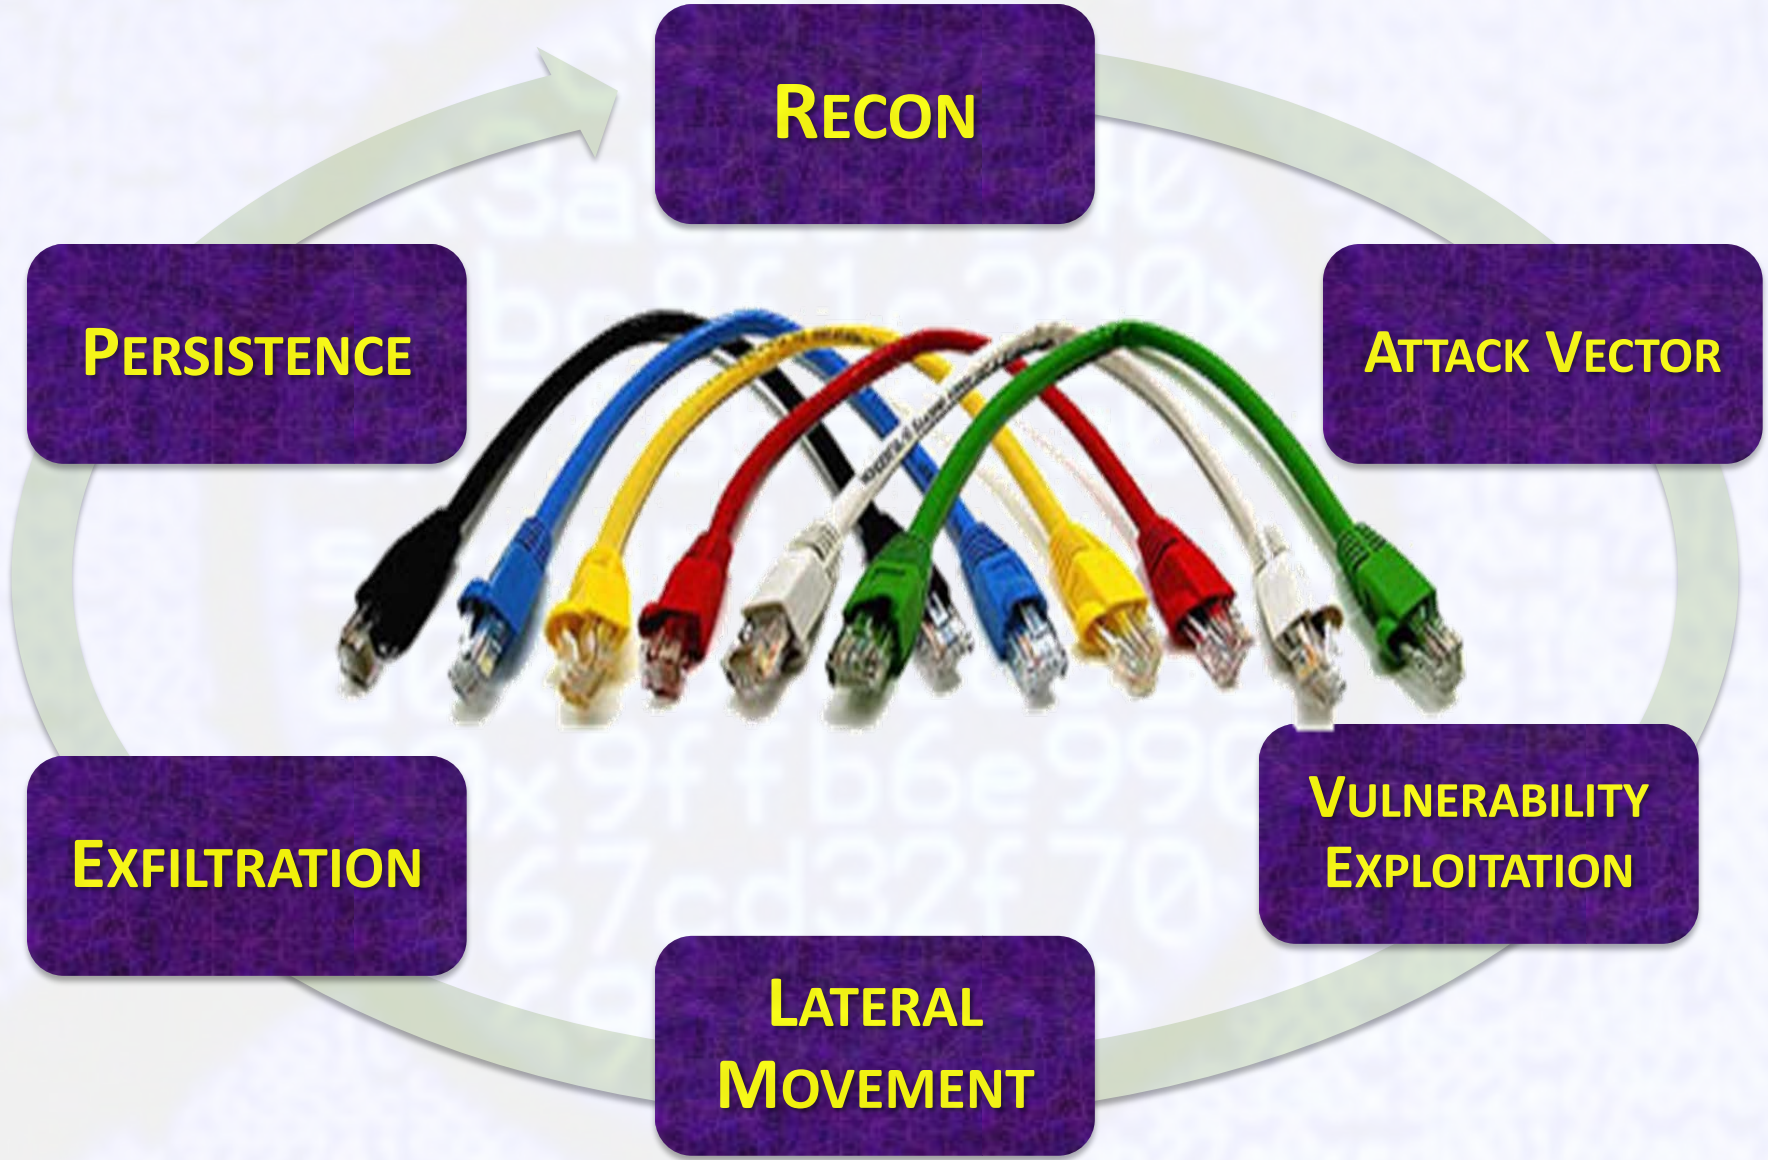 RECON
ATTACK VECTOR
VULNERABILITY
EXPLOITATION
LATERAL
MOVEMENT
EXFILTRATION
PERSISTENCE